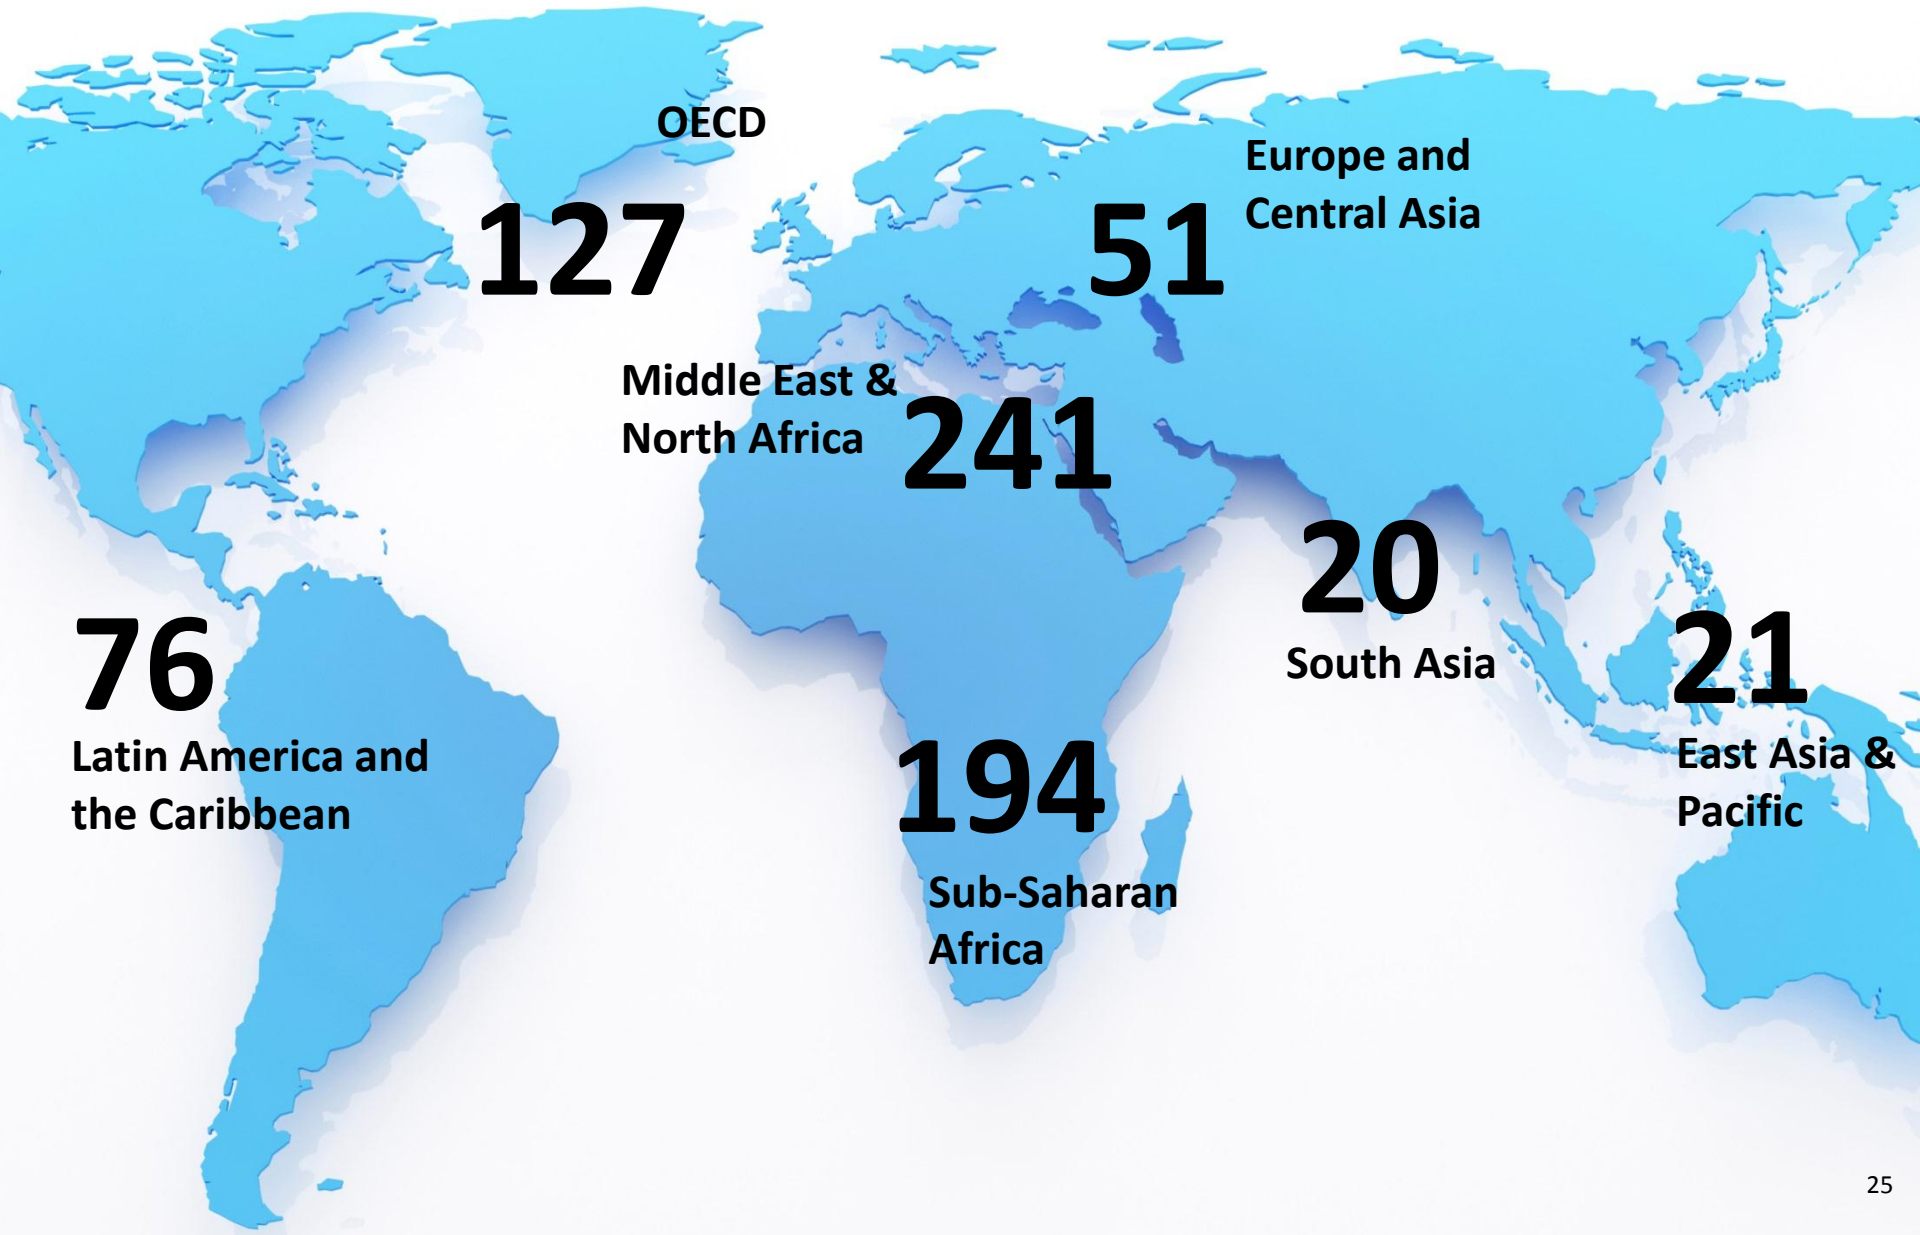 OECD
127
Europe and
Central Asia
51
Middle East &
North Africa
241
20
South Asia
76
Latin America and
the Caribbean
21
East Asia &
Pacific
194
Sub-Saharan
Africa
25